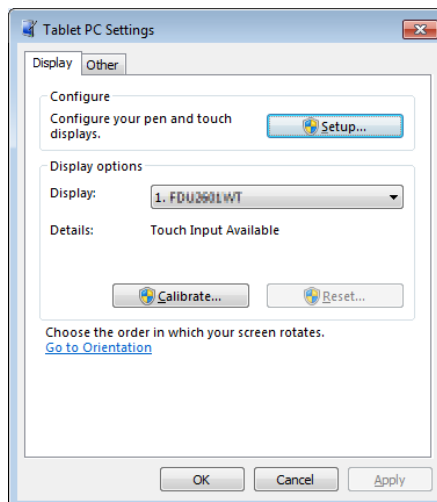 Tablet PC Settings
Display Other
Configure
Configure your pen and touch
displays.
Setup...
Display options
Display:
1. FDU2601WT
Details:
Touch Input Available
Calibrate...
Reset...
Choose the order in which your screen rotates.
Go to Orientation
OK Cancel Apply